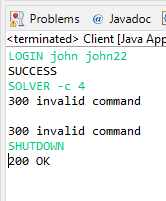 Problems @ Javadoc
<terminated> Client [Java App
LOGIN john john22
SUCCESS
SOLVER -c 4
300 invalid command
300 invalid command
SHUTDOWN
200 OK